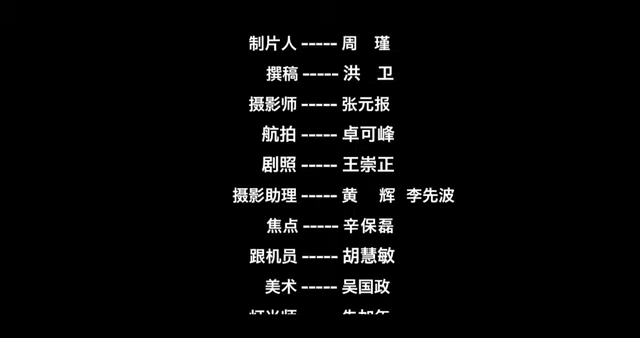 制片人 ----- 周 瑾
撰稿 ----- 洪 卫
摄影师 ----- 张元报
航拍 ----- 卓可峰
剧照 ----- 王崇正
摄影助理 ----- 黄 辉 李先波
焦点 ----- 辛保磊
跟机员 ----- 胡慧敏
美术 ----- 吴国政